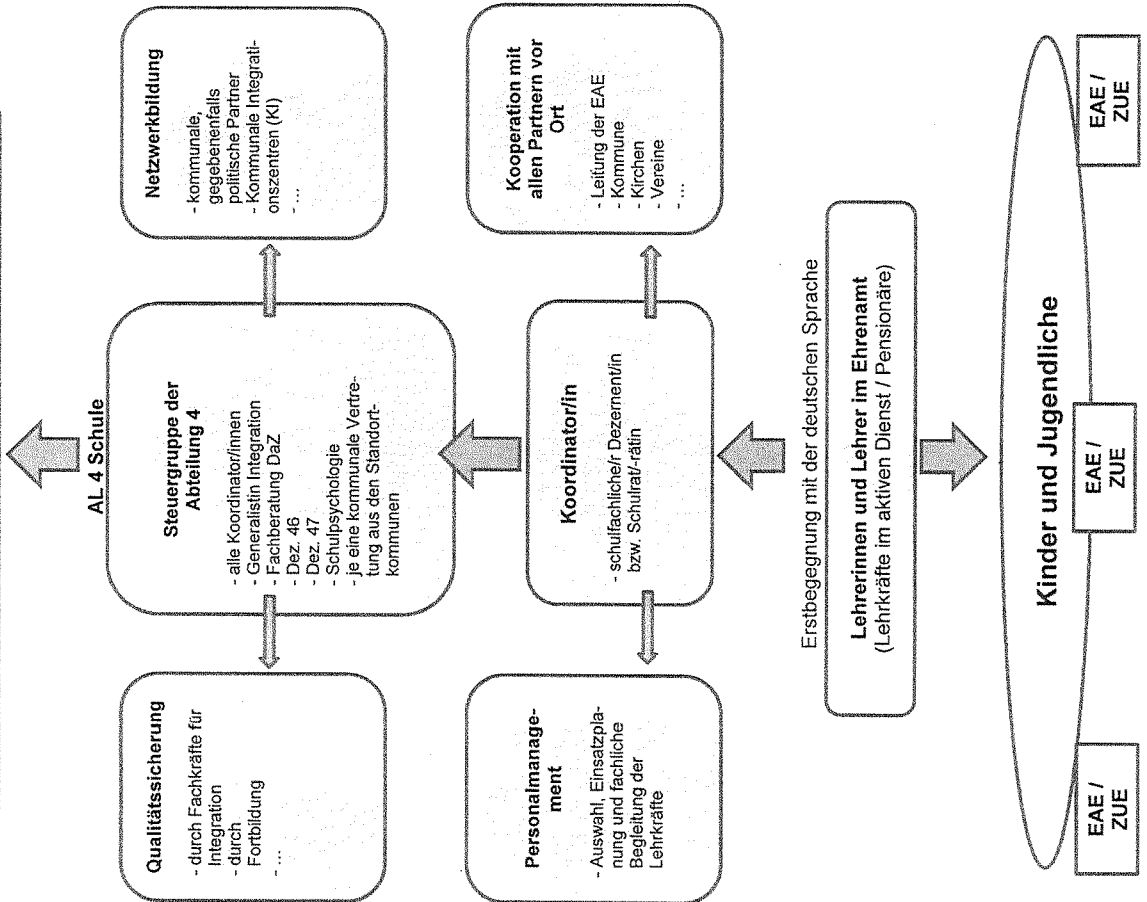 AL 4 Schule
Qualitätssicherung
- durch Fachkräfte für
Integration
- durch
Fortbildung
- ...
Steuergruppe der
Abteilung 4
- alle Koordinator/innen
- Generalistin Integration
- Fachberatung DaZ
- Dez. 46
- Dez. 47
- Schulpsychologie
- je eine kommunale Vertre-
tung aus den Standort-
kommunen
Netzwerkbildung
- kommunale,
gegebenenfalls
politische Partner
- Kommunale Integrati-
onszentren (KI)
- ...
Personalmanage-
ment
- Auswahl, Einsatzpla-
nung und fachliche
Begleitung der
Lehrkräfte
Koordinator/in
- schulfachliche/r Dezernent/in
bzw. Schulrat/-rätin
Kooperation mit
allen Partnern vor
Ort
- Leitung der EAE
- Kommune
- Kirchen
- Vereine
- ...
Erstbegegnung mit der deutschen Sprache
Lehrerinnen und Lehrer im Ehrenamt
(Lehrkräfte im aktiven Dienst / Pensionäre)
Kinder und Jugendliche
EAE /
ZUE
EAE /
ZUE
EAE /
ZUE